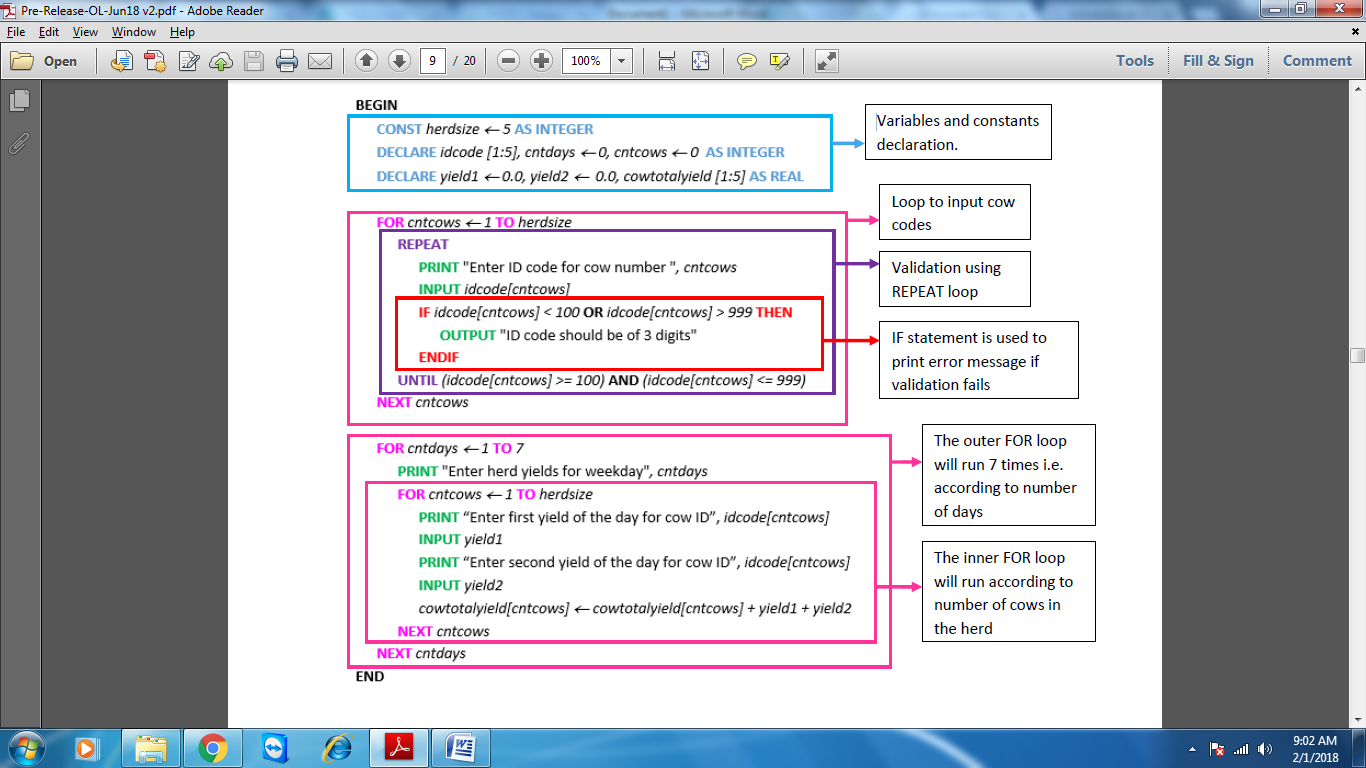 Pre-Release-OL-Jun18 v2.pdf - Adobe Reader
File Edit View Window Help
Open 9 / 20 100% Tools Fill & Sign Comment
BEGIN
CONST herdsize ← 5 AS INTEGER
DECLARE idcode [1:5], cntdays ← 0, cntcows ← 0 AS INTEGER
DECLARE yield1 ← 0.0, yield2 ← 0.0, cowtotalyield [1:5] AS REAL
Variables and constants
declaration.
FOR cntcows ← 1 TO herdsize
REPEAT
PRINT "Enter ID code for cow number ", cntcows
INPUT idcode[cntcows]
IF idcode[cntcows] < 100 OR idcode[cntcows] > 999 THEN
OUTPUT "ID code should be of 3 digits"
ENDIF
UNTIL (idcode[cntcows] >= 100) AND (idcode[cntcows] <= 999)
NEXT cntcows
Loop to input cow
codes
Validation using
REPEAT loop
IF statement is used to
print error message if
validation fails
FOR cntdays ← 1 TO 7
PRINT "Enter herd yields for weekday", cntdays
FOR cntcows ← 1 TO herdsize
PRINT “Enter first yield of the day for cow ID”, idcode[cntcows]
INPUT yield1
PRINT “Enter second yield of the day for cow ID”, idcode[cntcows]
INPUT yield2
cowtotalyield[cntcows] ← cowtotalyield[cntcows] + yield1 + yield2
NEXT cntcows
NEXT cntdays
END
The outer FOR loop
will run 7 times i.e.
according to number
of days
The inner FOR loop
will run according to
number of cows in
the herd
9:02 AM
2/1/2018